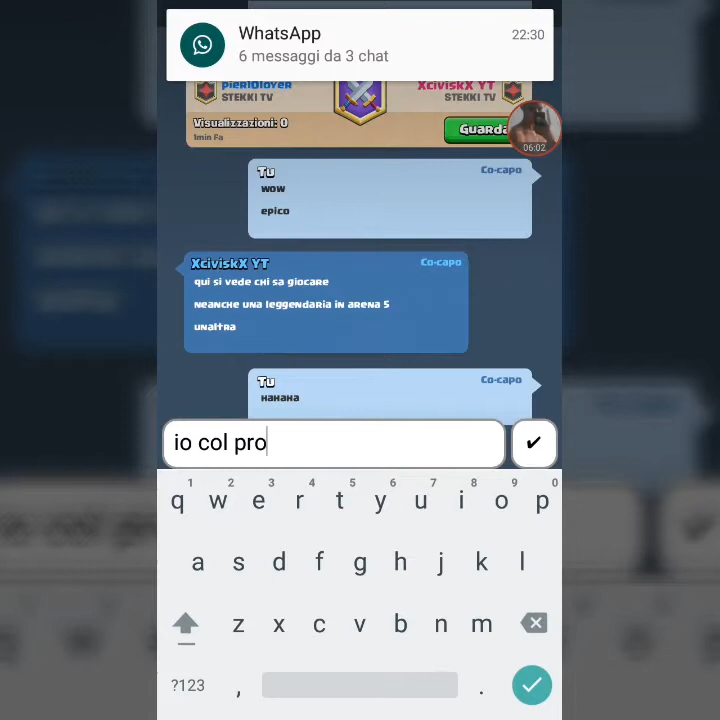 WhatsApp
22:30
6 messaggi da 3 chat
XciviskX YT
STEKKI TV
STEKKI TV
Visualizzazioni: 0
1min Fa
Guarda
06:02
Tu
Co-capo
wow
epico
XciviskX YT
Co-capo
qui si vede chi sa giocare
neanche una leggendaria in arena 5
unaltra
Tu
Co-capo
hahaha
io col pro
1 2 3 4 5 6 7 8 9 0
q w e r t y u i o p
a s d f g h j k l
z x c v b n m
?123 , .